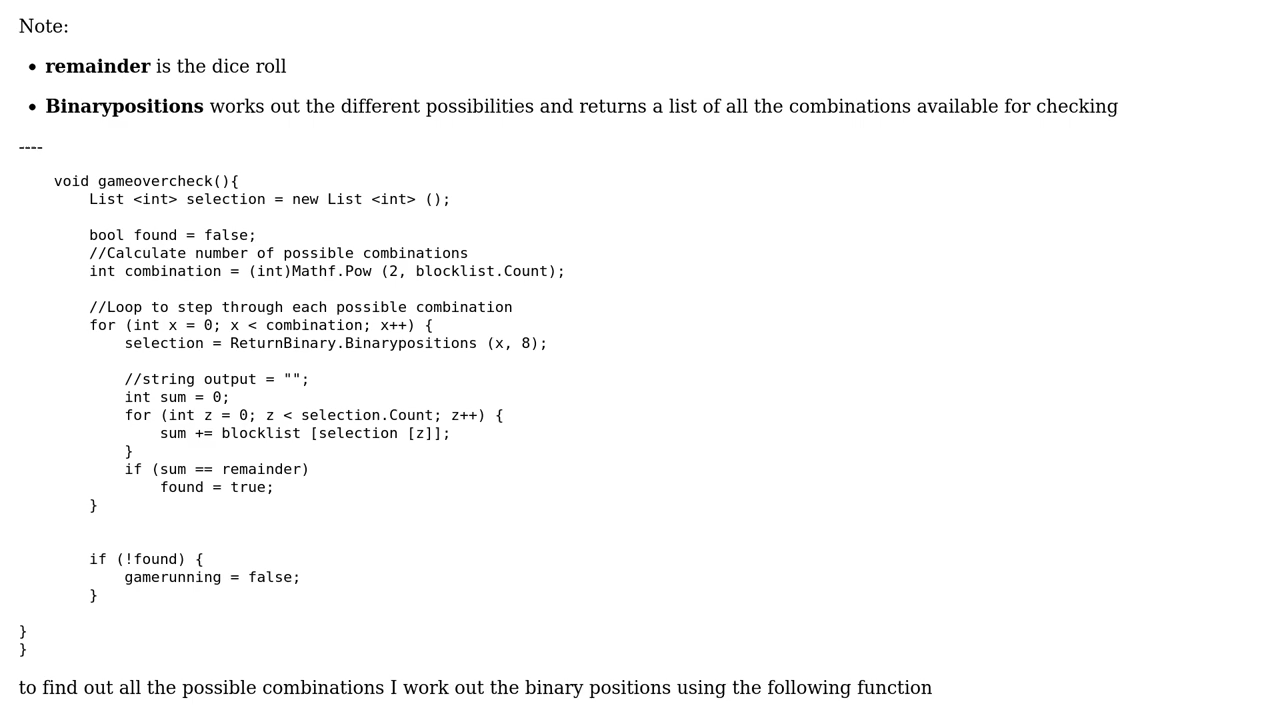 Note:
• remainder is the dice roll
• Binarypositions works out the different possibilities and returns a list of all the combinations available for checking
----
void gameovercheck(){
List <int> selection = new List <int> ();
bool found = false;
//Calculate number of possible combinations
int combination = (int)Mathf.Pow (2, blocklist.Count);
//Loop to step through each possible combination
for (int x = 0; x < combination; x++) {
selection = ReturnBinary.Binarypositions (x, 8);
//string output = "";
int sum = 0;
for (int z = 0; z < selection.Count; z++) {
sum += blocklist [selection [z]];
}
if (sum == remainder)
found = true;
}
if (!found) {
gamerunning = false;
}
}
}
to find out all the possible combinations I work out the binary positions using the following function